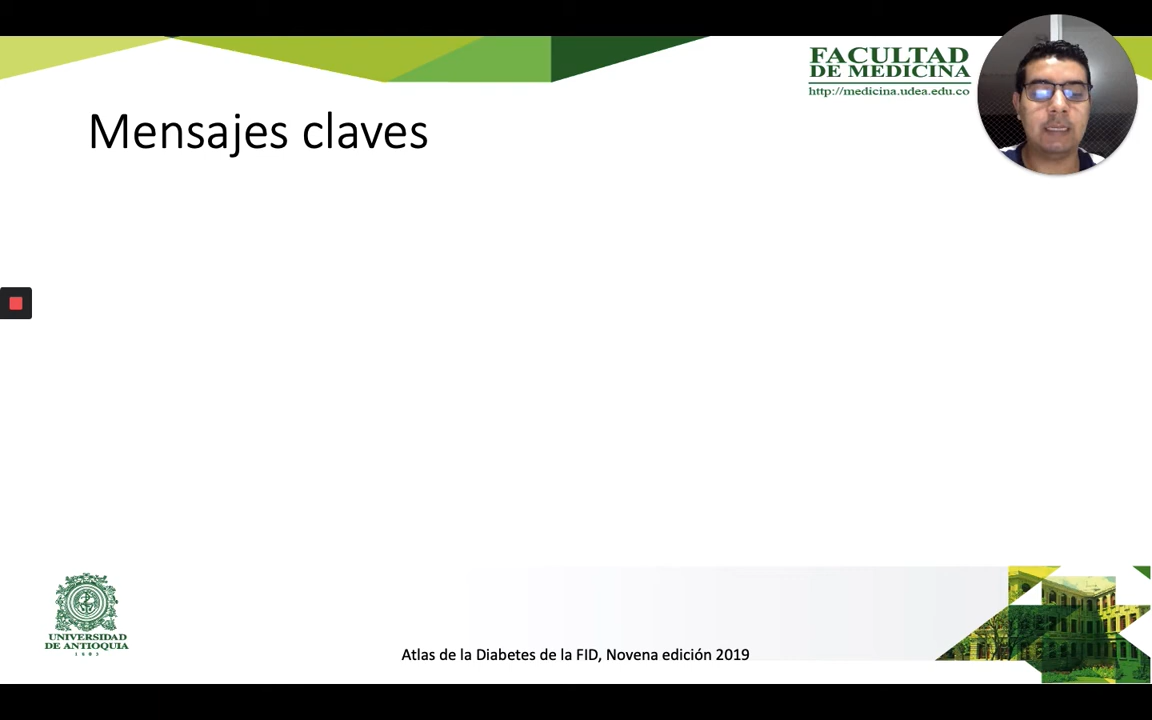 FACULTAD
DE MEDICINA
http://medicina.udea.edu.co
Mensajes claves
UNIVERSIDAD
DE ANTIOQUIA
1803
Atlas de la Diabetes de la FID, Novena edición 2019